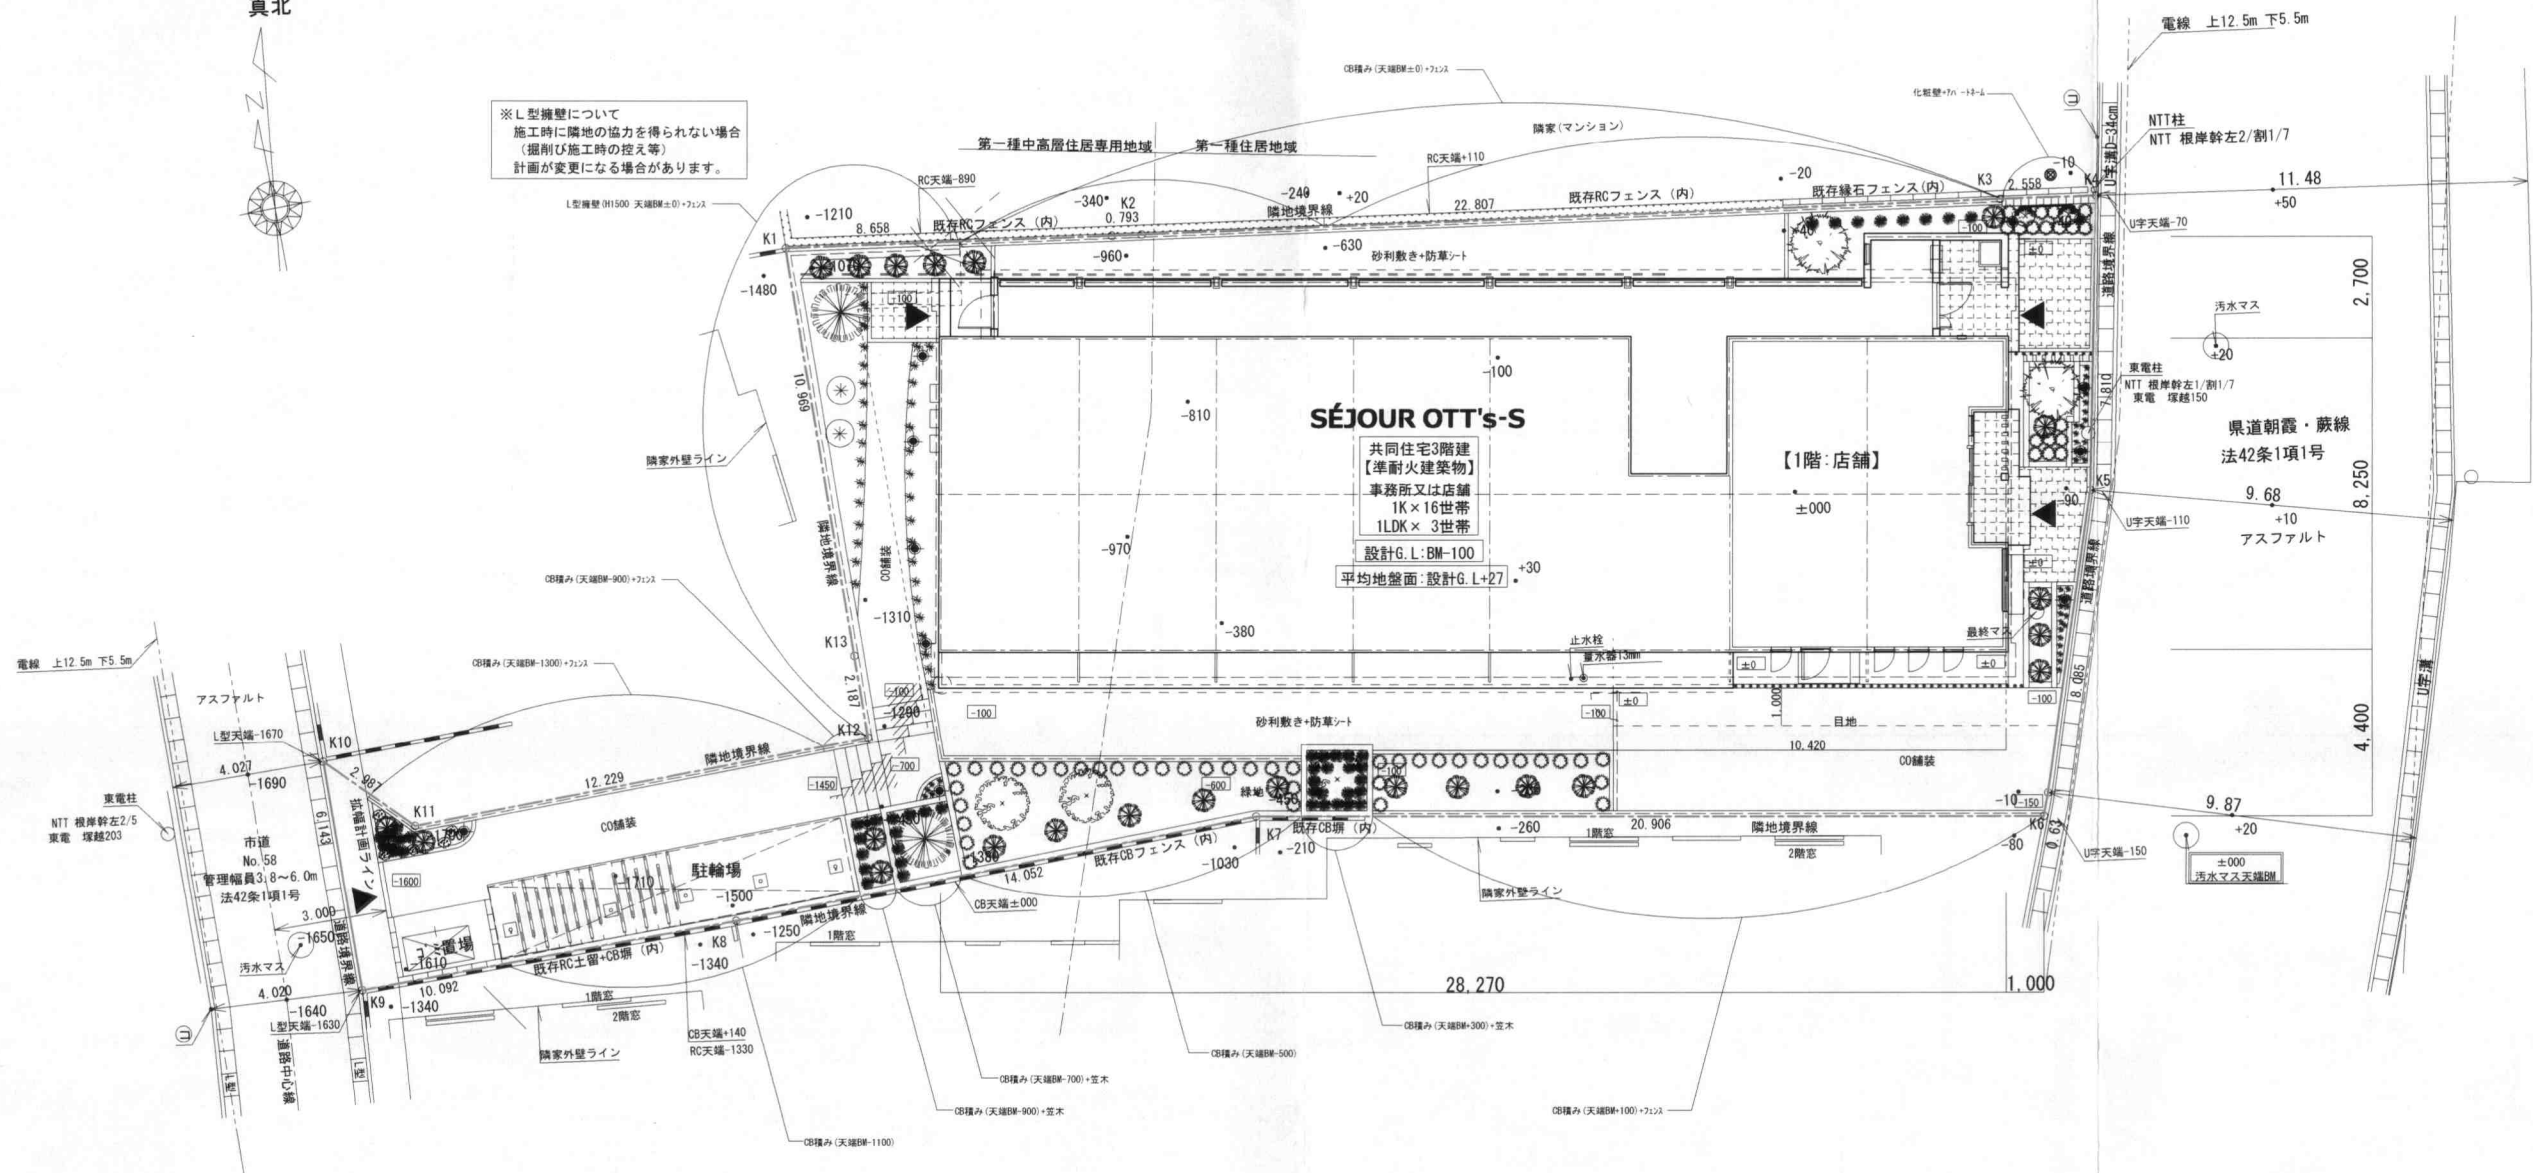 真北
N
※L型擁壁について
施工時に隣地の協力を得られない場合
（掘削び施工時の控え等）
計画が変更になる場合があります。
L型擁壁(H1500 天端BM±0)+フェンス
RC天端-890
第一種中高層住居専用地域
第一種住居地域
CB積み(天端BM±0)+フェンス
隣家(マンション)
RC天端+110
電線 上12.5m 下5.5m
NTT柱
NTT 根岸幹左2/割1/7
U字溝D=34cm
-10
K1
-1210
8.658
既存RCフェンス（内）
-340
K2
0.793
-240
+20
隣地境界線
22.807
既存RCフェンス（内）
-20
既存縁石フェンス(内)
K3
2.558
K4
11.48
+50
U字天端-70
-1480
-960
-630
砂利敷き+防草シート
-100
±0
道路境界線
2,700
-100
汚水マス
+20
東電柱
NTT 根岸幹左1/割1/7
東電 塚越150
7.810
県道朝霞・蕨線
法42条1項1号
8,250
10.969
隣家外壁ライン
隣地境界線
CO舗装
-810
-100
SÉJOUR OTT's-S
共同住宅3階建
【準耐火建築物】
事務所又は店舗
1K×16世帯
1LDK× 3世帯
設計G.L:BM-100
平均地盤面:設計G.L+27
+30
【1階:店舗】
±000
K5
-90
9.68
+10
アスファルト
U字天端-110
±0
道路境界線
-970
-380
-1310
CB積み(天端BM-900)+フェンス
K13
2.187
CB積み(天端BM-1300)+フェンス
止水栓
量水器13mm
最終マス
±0
±0
-100
8.085
U字溝
電線 上12.5m 下5.5m
アスファルト
L型天端-1670
K10
4.027
-1690
2.987
K11
12.229
隣地境界線
K12
-100
-1290
-700
-1450
-100
砂利敷き+防草シート
-100
±0
1.000
目地
10.420
CO舗装
4,400
東電柱
NTT 根岸幹左2/5
東電 塚越203
市道
No.58
管理幅員3.8～6.0m
法42条1項1号
6.143
拡幅計画ライン
CO舗装
-1600
3.000
-1650
汚水マス
道路境界線
駐輪場
-1710
-1500
ゴミ置場
-1610
-600
緑地
-100
K7
既存CB塀（内）
-210
-260
1階窓
20.906
隣地境界線
2階窓
-10
-150
K6
-80
0.63
9.87
+20
U字天端-150
±000
汚水マス天端BM
-1380
14.052
既存CBフェンス（内）
-1030
CB天端±000
隣家外壁ライン
隣地境界線
K8
-1250
-1340
1階窓
既存RC土留+CB塀（内）
10.092
K9
-1340
4.020
-1640
L型天端-1630
道路中心線
L型
L型
1階窓
2階窓
隣家外壁ライン
CB天端+140
RC天端-1330
28,270
1,000
CB積み(天端BM+300)+笠木
CB積み(天端BM-500)
CB積み(天端BM-700)+笠木
CB積み(天端BM-900)+笠木
CB積み(天端BM-1100)
CB積み(天端BM+100)+フェンス